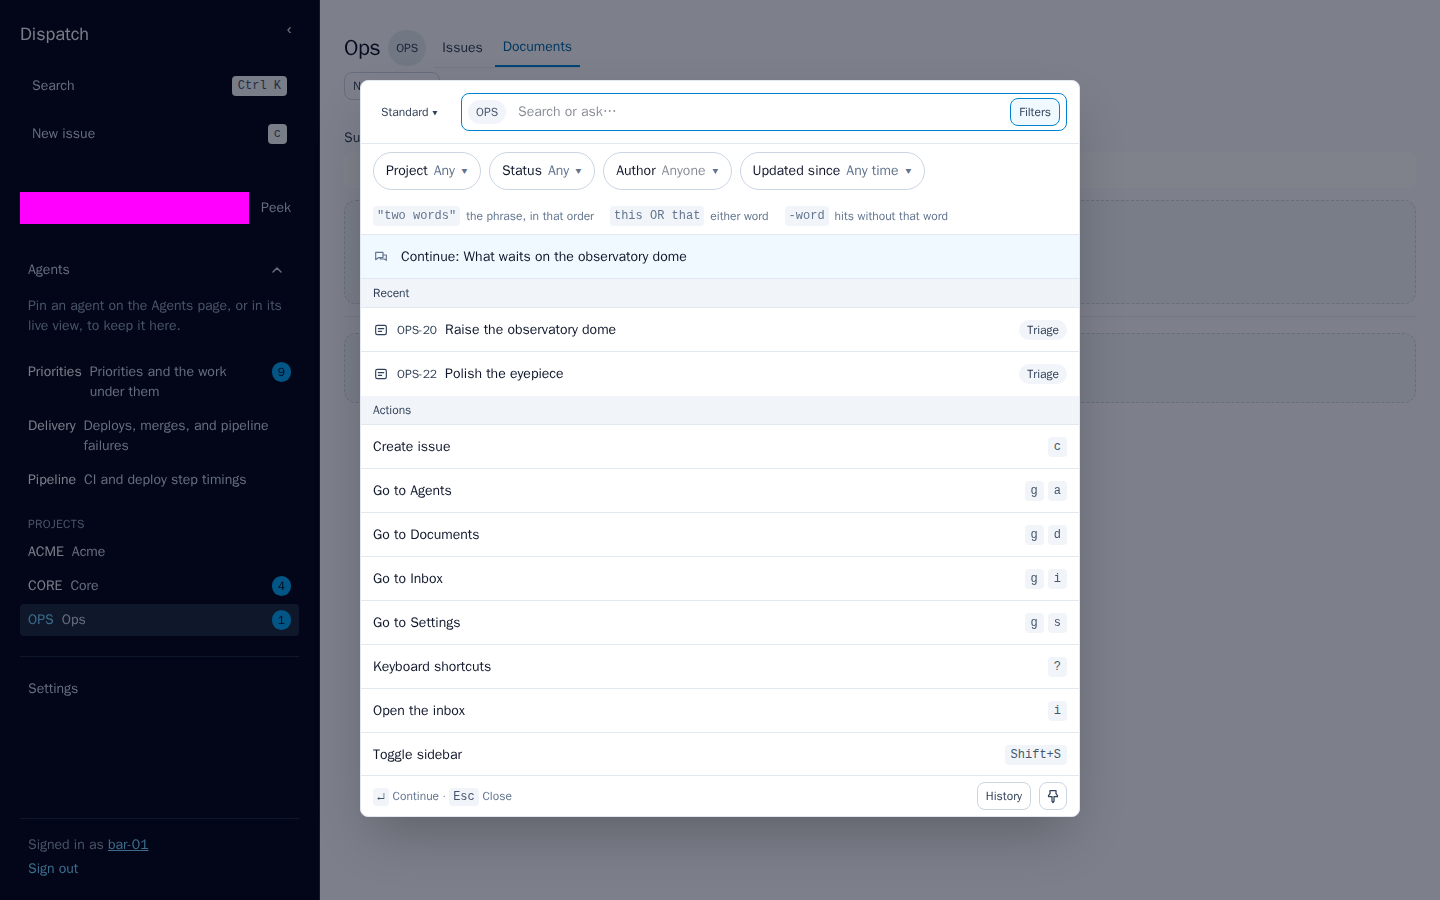 Dispatch
Search Ctrl K
New issue c
Peek
Agents
Pin an agent on the Agents page, or in its
live view, to keep it here.
Priorities Priorities and the work
under them 9
Delivery Deploys, merges, and pipeline
failures
Pipeline CI and deploy step timings
PROJECTS
ACME Acme
CORE Core 4
OPS Ops 1
Settings
Signed in as bar-01
Sign out
Ops OPS Issues Documents
N
Su
Standard ▾ OPS Search or ask… Filters
Project Any ▾ Status Any ▾ Author Anyone ▾ Updated since Any time ▾
"two words" the phrase, in that order this OR that either word -word hits without that word
Continue: What waits on the observatory dome
Recent
OPS-20 Raise the observatory dome Triage
OPS-22 Polish the eyepiece Triage
Actions
Create issue c
Go to Agents g a
Go to Documents g d
Go to Inbox g i
Go to Settings g s
Keyboard shortcuts ?
Open the inbox i
Toggle sidebar Shift+S
↵ Continue · Esc Close History